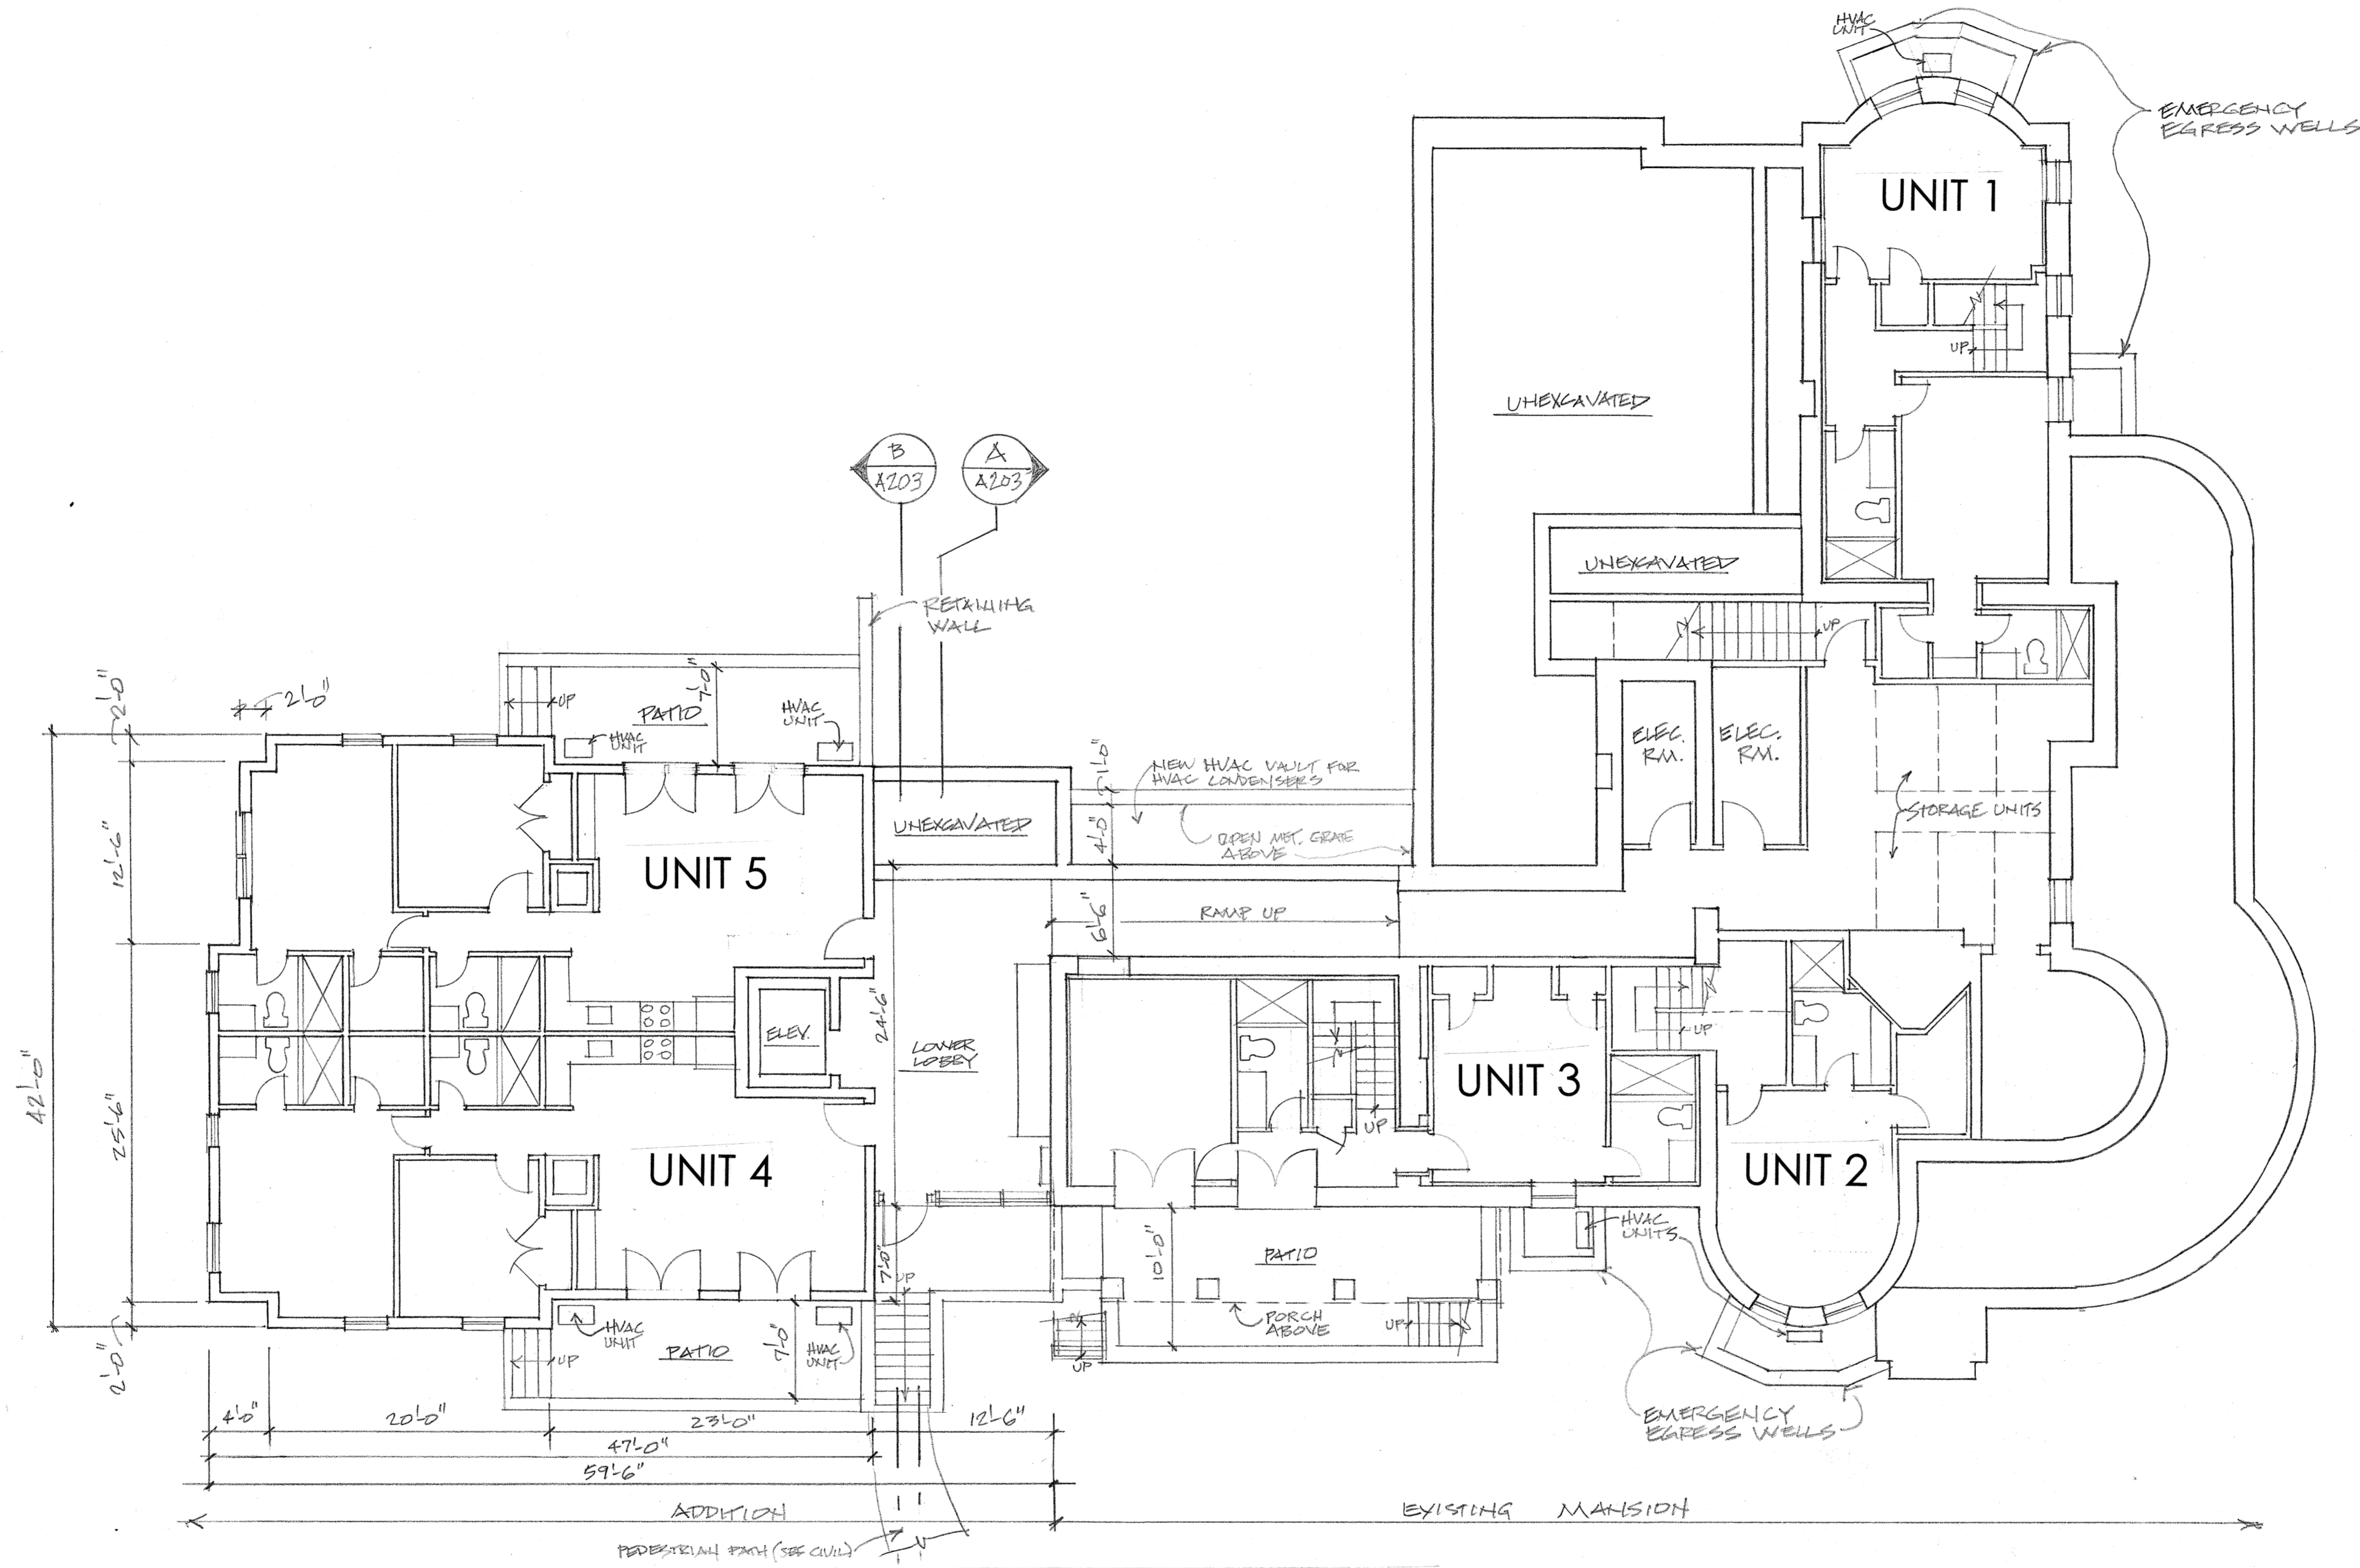 HVAC
UNIT
EMERGENCY
EGRESS WELLS
UNIT 1
UP
UNEXCAVATED
B
A203
A
A203
UNEXCAVATED
RETAINING
WALL
UP
2'-0"
2'-0"
UP
PATIO
7'-0"
HVAC
UNIT
HVAC
UNIT
ELEC.
RM.
ELEC.
RM.
NEW HVAC VAULT FOR
HVAC CONDENSERS
1'-0"
STORAGE UNITS
UNEXCAVATED
4'-0"
OPEN MET. GRATE
ABOVE
12'-6"
UNIT 5
RAMP UP
6'-6"
24'-6"
ELEV.
LOWER
LOBBY
UP
42'-0"
25'-6"
UNIT 3
UP
UNIT 4
UNIT 2
HVAC
UNITS
10'-0"
PATIO
7'-0"
UP
PORCH
ABOVE
UP
HVAC
UNIT
UP
PATIO
7'-0"
HVAC
UNIT
UP
2'-0"
EMERGENCY
EGRESS WELLS
4'-0"
20'-0"
23'-0"
12'-6"
47'-0"
59'-6"
ADDITION
EXISTING MANSION
PEDESTRIAN PATH (SEE CIVIL)